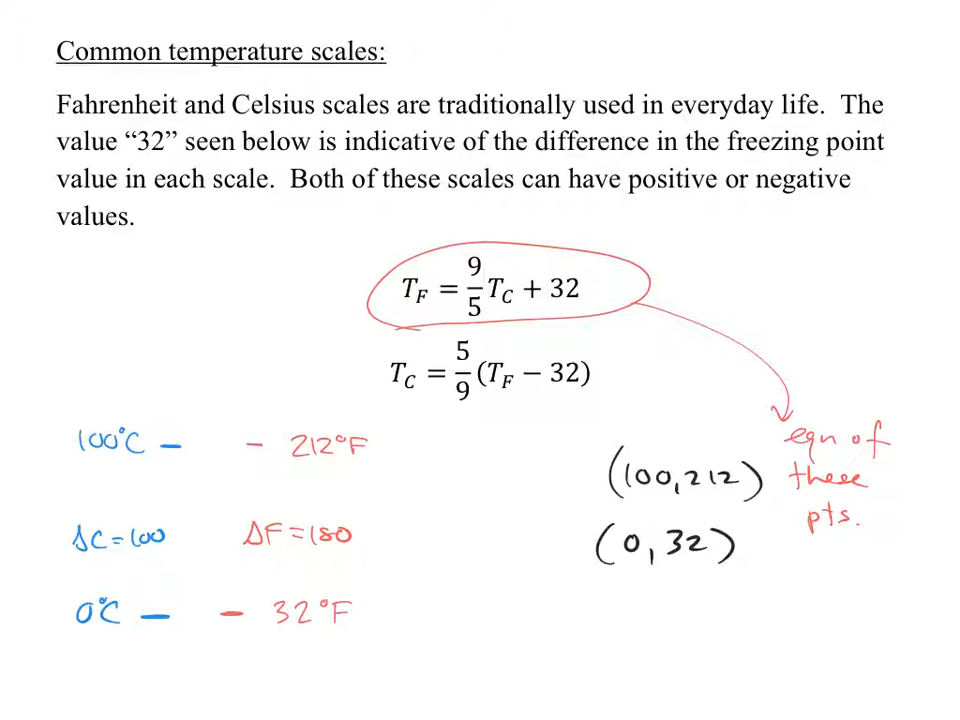 Common temperature scales:
Fahrenheit and Celsius scales are traditionally used in everyday life. The
value “32” seen below is indicative of the difference in the freezing point
value in each scale. Both of these scales can have positive or negative
values.
T_F = 9/5 T_C + 32
T_C = 5/9 (T_F − 32)
100°C – – 212°F
(100,212)
eqn of
these
pts.
ΔC = 100 ΔF = 180
(0,32)
0°C – – 32°F